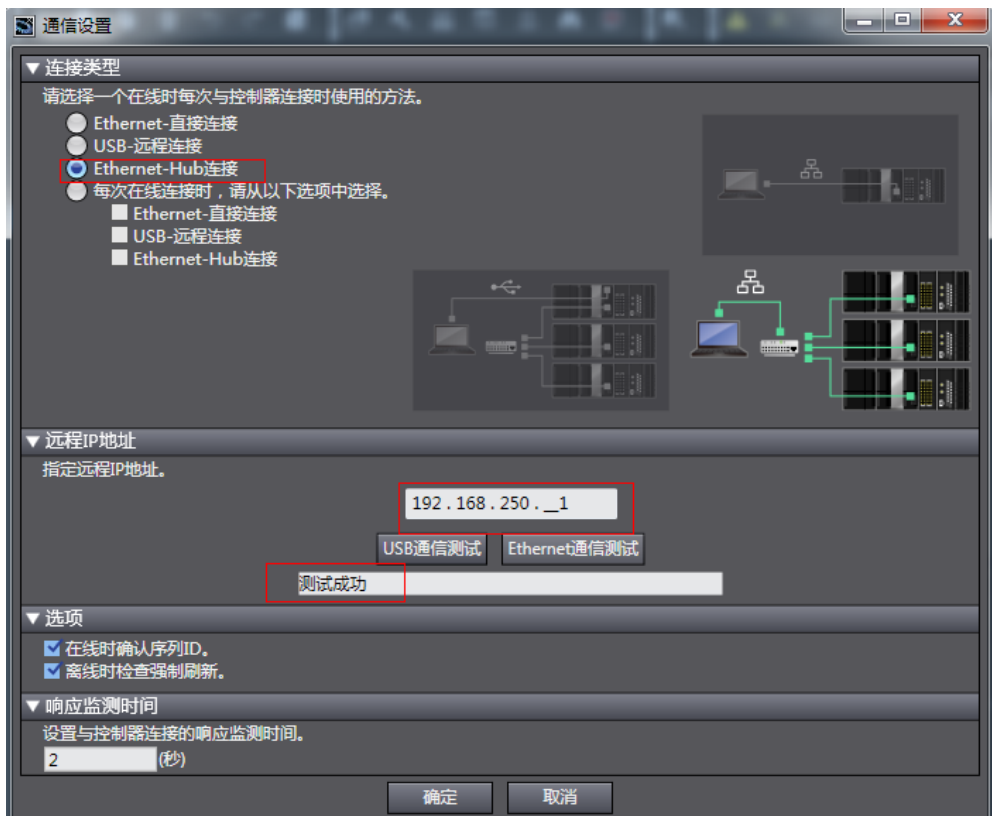 通信设置
▼连接类型
请选择一个在线时每次与控制器连接时使用的方法。
Ethernet-直接连接
USB-远程连接
Ethernet-Hub连接
每次在线连接时，请从以下选项中选择。
Ethernet-直接连接
USB-远程连接
Ethernet-Hub连接
▼远程IP地址
指定远程IP地址。
192.168.250.__1
USB通信测试 Ethernet通信测试
测试成功
▼选项
在线时确认序列ID。
离线时检查强制刷新。
▼响应监测时间
设置与控制器连接的响应监测时间。
2 (秒)
确定 取消